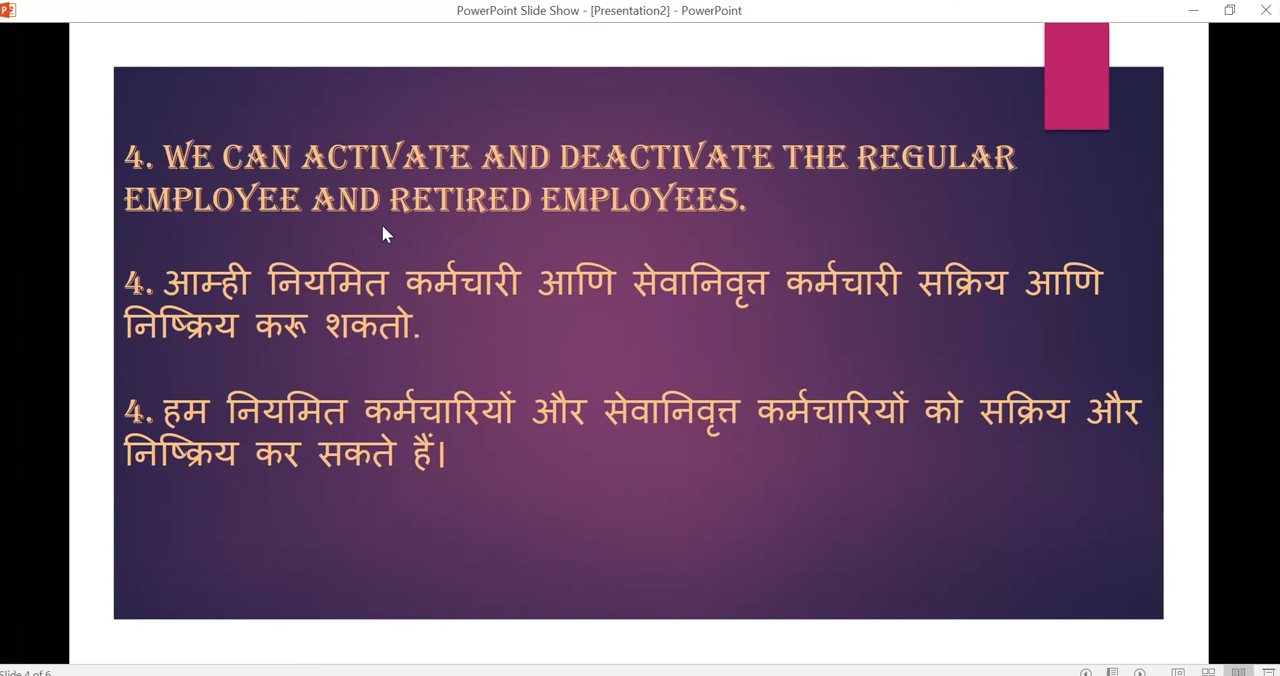 PowerPoint Slide Show - [Presentation2] - PowerPoint
4. WE CAN ACTIVATE AND DEACTIVATE THE REGULAR
EMPLOYEE AND RETIRED EMPLOYEES.
4. आम्ही नियमित कर्मचारी आणि सेवानिवृत्त कर्मचारी सक्रिय आणि
निष्क्रिय करू शकतो.
4. हम नियमित कर्मचारियों और सेवानिवृत्त कर्मचारियों को सक्रिय और
निष्क्रिय कर सकते हैं।
Slide 4 of 6